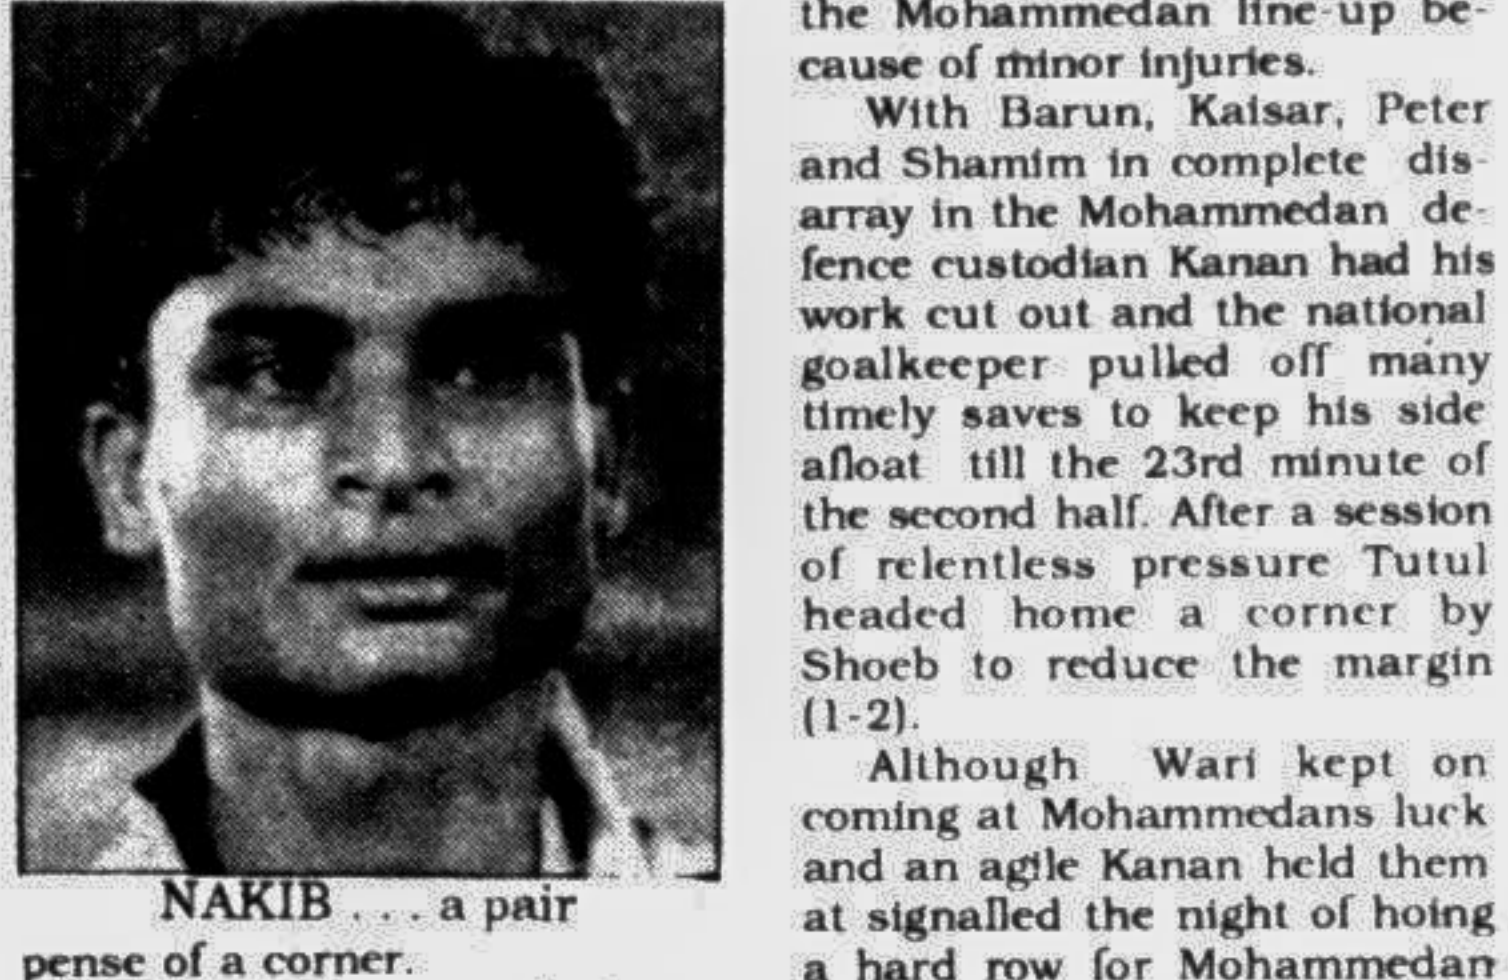 NAKIB . . . a pair
pense of a corner.
the Mohammedan line-up be-
cause of minor injuries.
With Barun, Kaisar, Peter
and Shamim in complete dis-
array in the Mohammedan de-
fence custodian Kanan had his
work cut out and the national
goalkeeper pulled off many
timely saves to keep his side
afloat till the 23rd minute of
the second half. After a session
of relentless pressure Tutul
headed home a corner by
Shoeb to reduce the margin
(1-2).
Although Wari kept on
coming at Mohammedans luck
and an agile Kanan held them
at signalled the night of hoing
a hard row for Mohammedan